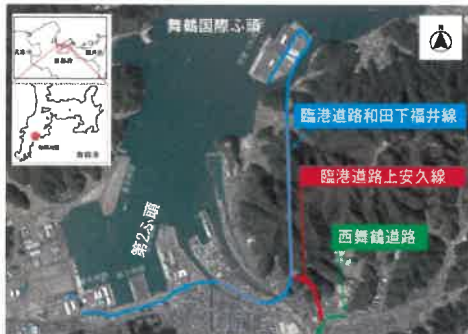 舞鶴国際ふ頭
N
臨港道路和田下福井線
臨港道路上安久線
西舞鶴道路
第2ふ頭